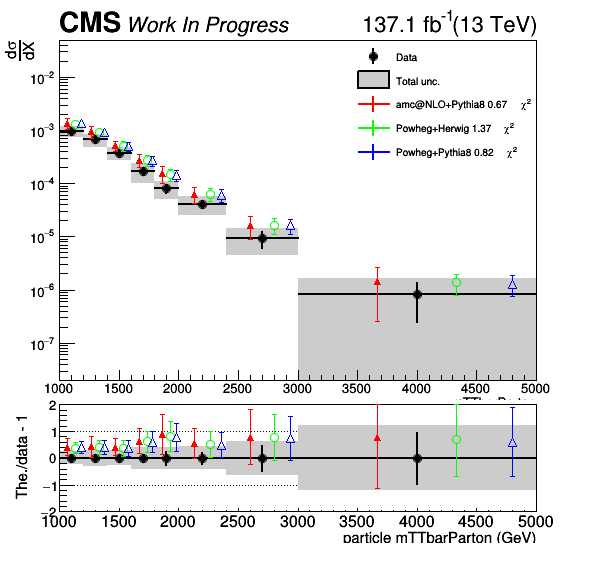 CMS Work In Progress 137.1 fb⁻¹(13 TeV)
dσ
dX
Data
Total unc.
amc@NLO+Pythia8 0.67 χ²
Powheg+Herwig 1.37 χ²
Powheg+Pythia8 0.82 χ²
10⁻²
10⁻³
10⁻⁴
10⁻⁵
10⁻⁶
10⁻⁷
1000 1500 2000 2500 3000 3500 4000 4500 5000
The./data - 1
2
1
0
−1
−2
1000 1500 2000 2500 3000 3500 4000 4500 5000
particle mTTbarParton (GeV)